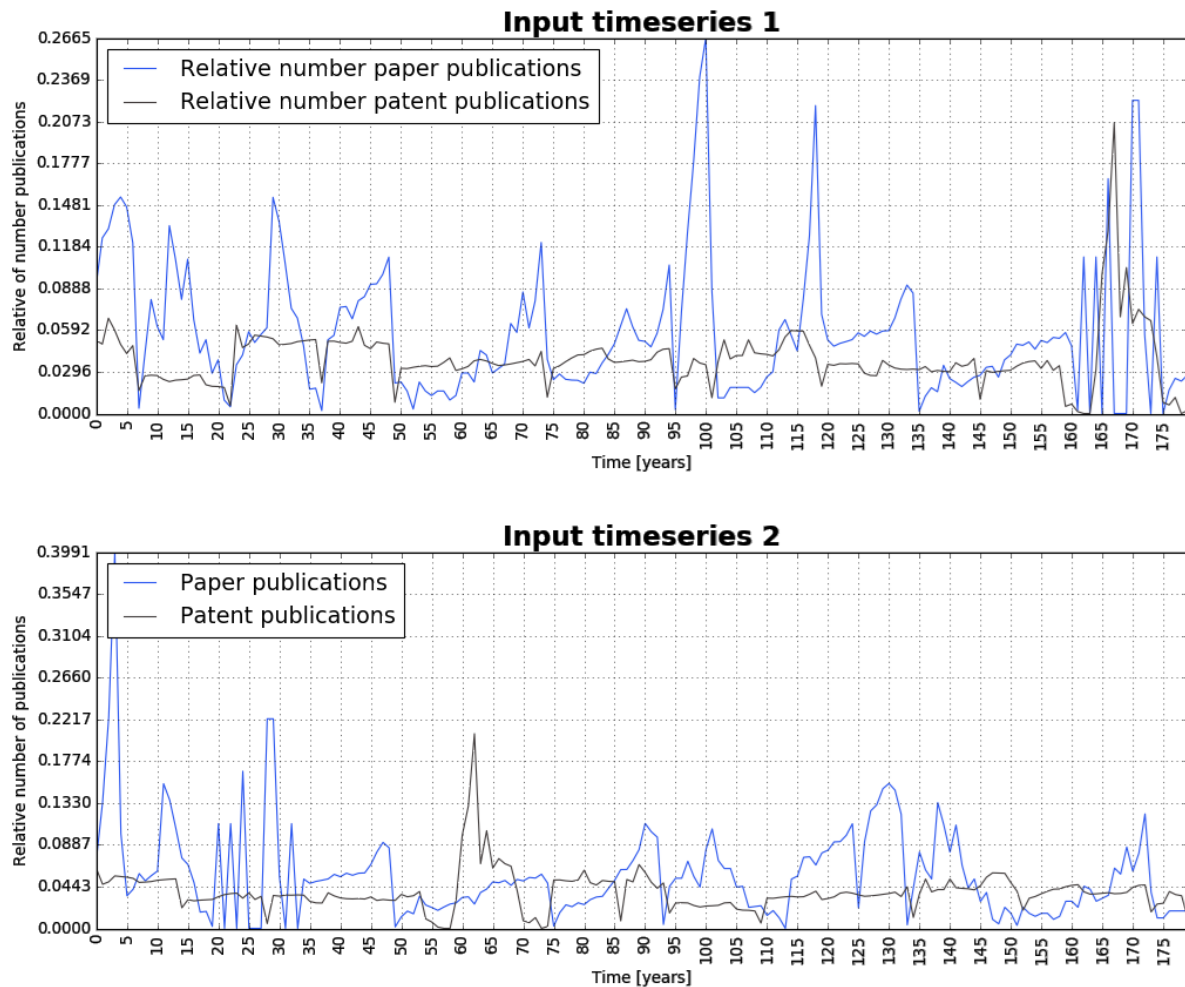 Input timeseries 1
Relative number paper publications
Relative number patent publications
Relative of number publications
0.2665
0.2369
0.2073
0.1777
0.1481
0.1184
0.0888
0.0592
0.0296
0.0000
0 5 10 15 20 25 30 35 40 45 50 55 60 65 70 75 80 85 90 95 100 105 110 115 120 125 130 135 140 145 150 155 160 165 170 175
Time [years]
Input timeseries 2
Paper publications
Patent publications
Relative number of publications
0.3991
0.3547
0.3104
0.2660
0.2217
0.1774
0.1330
0.0887
0.0443
0.0000
0 5 10 15 20 25 30 35 40 45 50 55 60 65 70 75 80 85 90 95 100 105 110 115 120 125 130 135 140 145 150 155 160 165 170 175
Time [years]